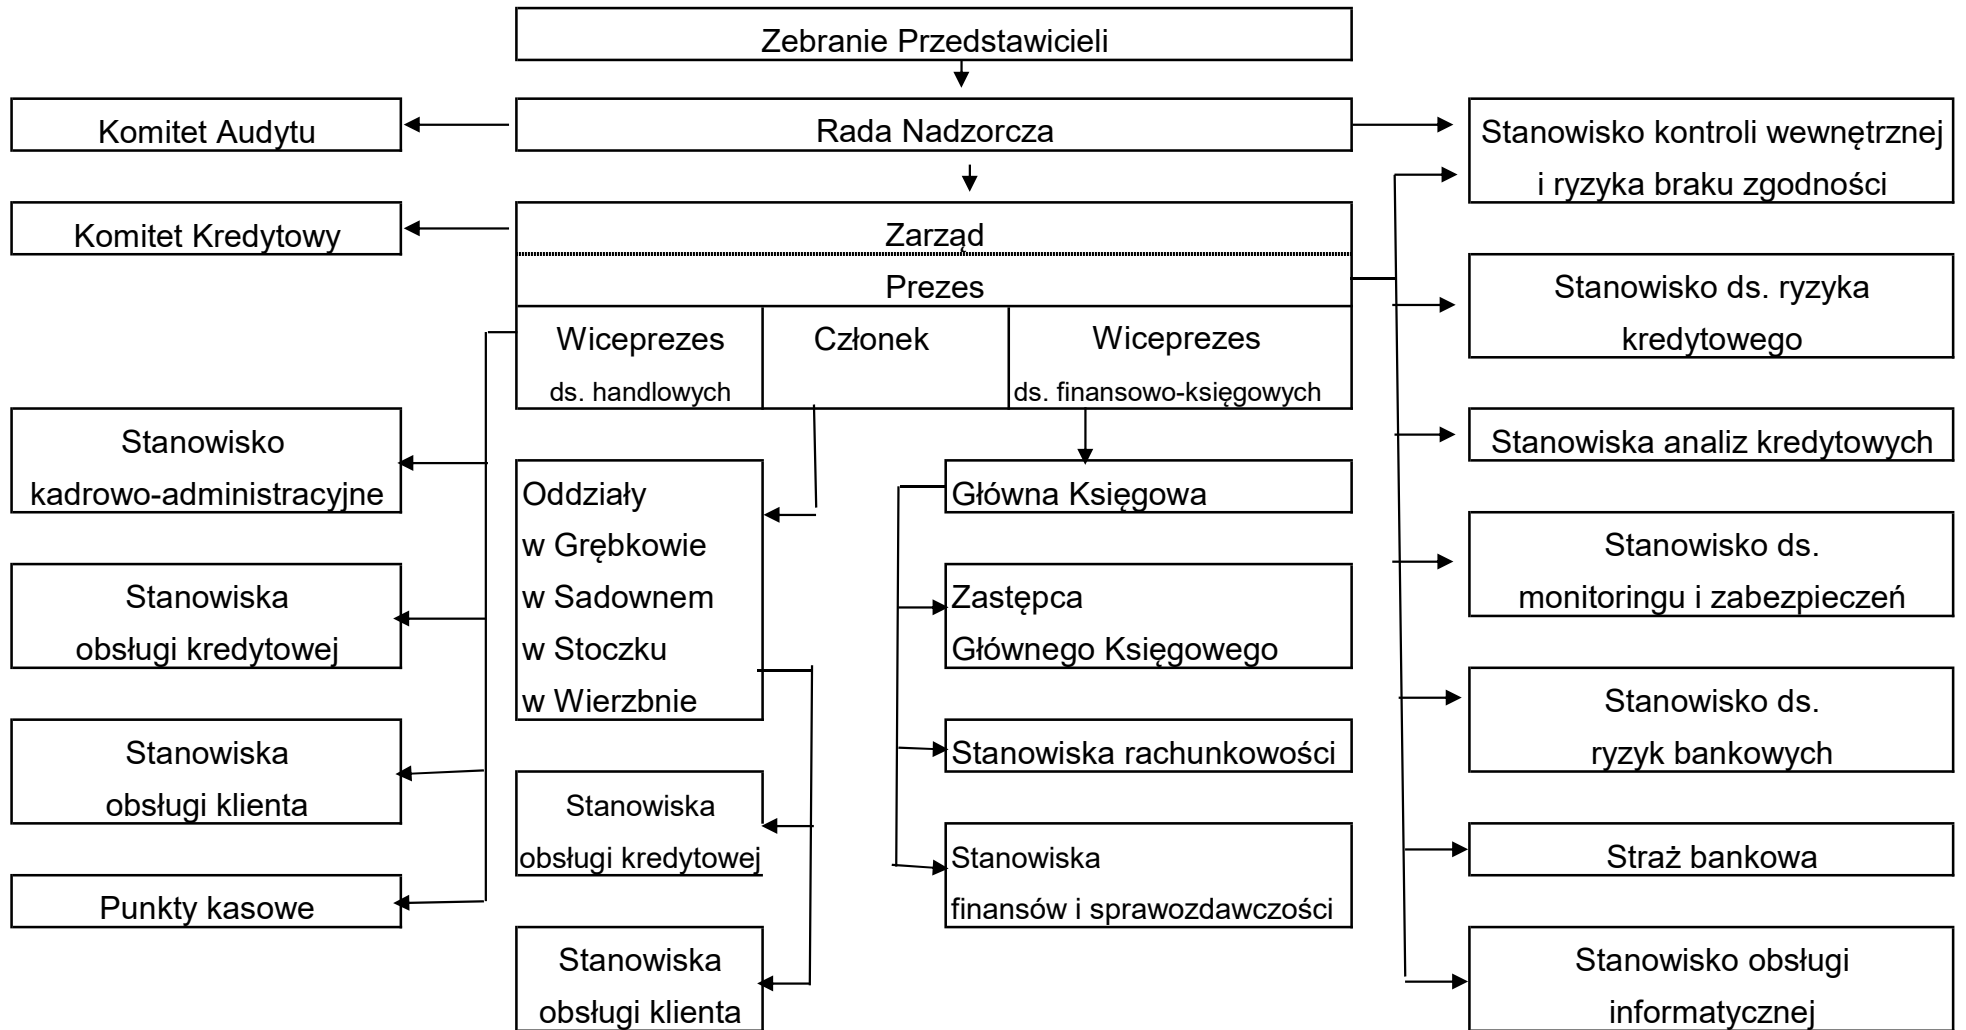 Zebranie Przedstawicieli
Komitet Audytu
Rada Nadzorcza
Stanowisko kontroli wewnętrznej
i ryzyka braku zgodności
Komitet Kredytowy
Zarząd
Prezes
Wiceprezes
ds. handlowych
Członek
Wiceprezes
ds. finansowo-księgowych
Stanowisko ds. ryzyka
kredytowego
Stanowisko
kadrowo-administracyjne
Stanowiska
obsługi kredytowej
Stanowiska
obsługi klienta
Punkty kasowe
Oddziały
w Grębkowie
w Sadownem
w Stoczku
w Wierzbnie
Stanowiska
obsługi kredytowej
Stanowiska
obsługi klienta
Główna Księgowa
Zastępca
Głównego Księgowego
Stanowiska rachunkowości
Stanowiska
finansów i sprawozdawczości
Stanowiska analiz kredytowych
Stanowisko ds.
monitoringu i zabezpieczeń
Stanowisko ds.
ryzyk bankowych
Straż bankowa
Stanowisko obsługi
informatycznej